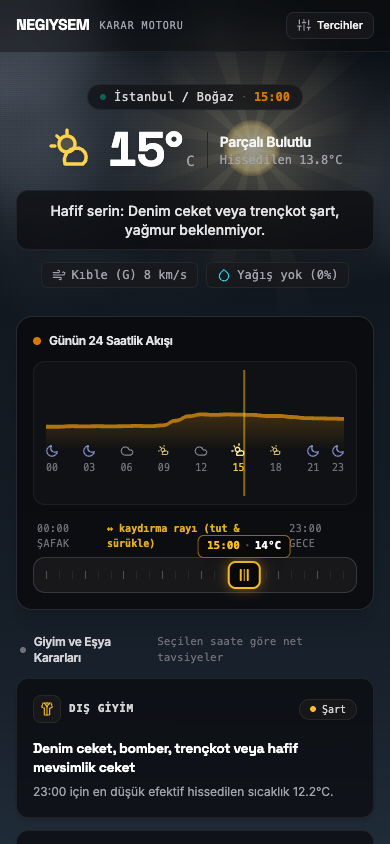 NEGIYSEM KARAR MOTORU Tercihler
İstanbul / Boğaz · 15:00
15° C
Parçalı Bulutlu
Hissedilen 13.8°C
Hafif serin: Denim ceket veya trençkot şart,
yağmur beklenmiyor.
Kıble (G) 8 km/s Yağış yok (0%)
Günün 24 Saatlik Akışı
00 03 06 09 12 15 18 21 23
00:00 ↔ kaydırma rayı (tut & 23:00
ŞAFAK sürükle) GECE
15:00 · 14°C
Giyim ve Eşya Seçilen saate göre net
Kararları tavsiyeler
DIŞ GİYİM Şart
Denim ceket, bomber, trençkot veya hafif
mevsimlik ceket
23:00 için en düşük efektif hissedilen sıcaklık 12.2°C.